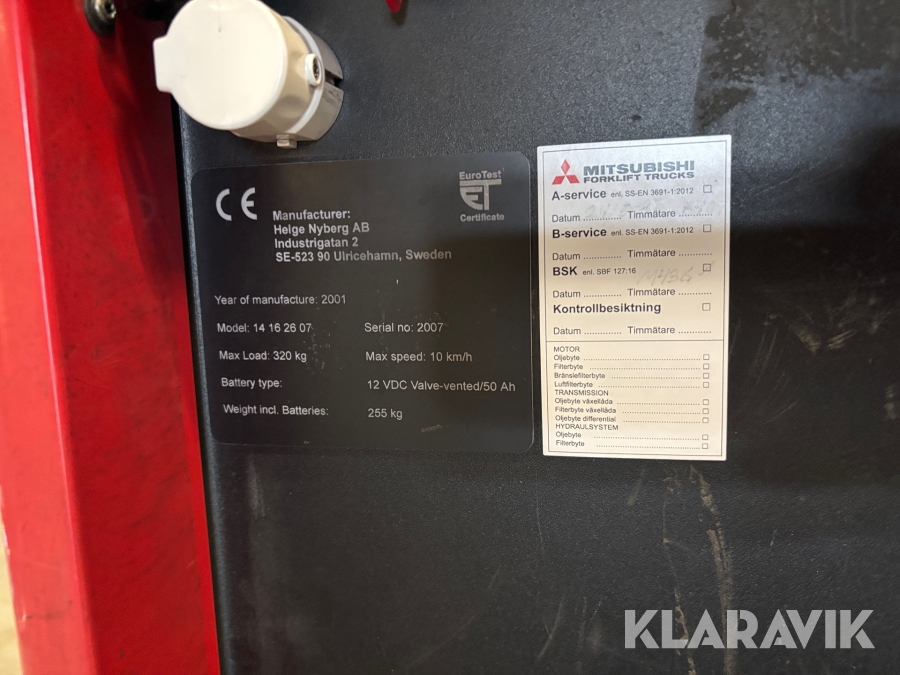 CE
Manufacturer:
Helge Nyberg AB
Industrigatan 2
SE-523 90 Ulricehamn, Sweden
EuroTest
ET
Certificate
Year of manufacture: 2001
Model: 14 16 26 07 Serial no: 2007
Max Load: 320 kg Max speed: 10 km/h
Battery type: 12 VDC Valve-vented/50 Ah
Weight incl. Batteries: 255 kg
MITSUBISHI
FORKLIFT TRUCKS
A-service enl. SS-EN 3691-1:2012 ☐
Datum ............. Timmätare ...........
B-service enl. SS-EN 3691-1:2012 ☐
Datum ............. Timmätare ...........
BSK enl. SBF 127:16
Datum ............. Timmätare ...........
Kontrollbesiktning ☐
Datum ............. Timmätare ...........
MOTOR
Oljebyte ☐
Filterbyte ☐
Bränslefilterbyte ☐
Luftfilterbyte ☐
TRANSMISSION
Oljebyte växellåda ☐
Filterbyte växellåda ☐
Oljebyte differential ☐
HYDRAULSYSTEM
Oljebyte ☐
Filterbyte ☐
KLARAVIK